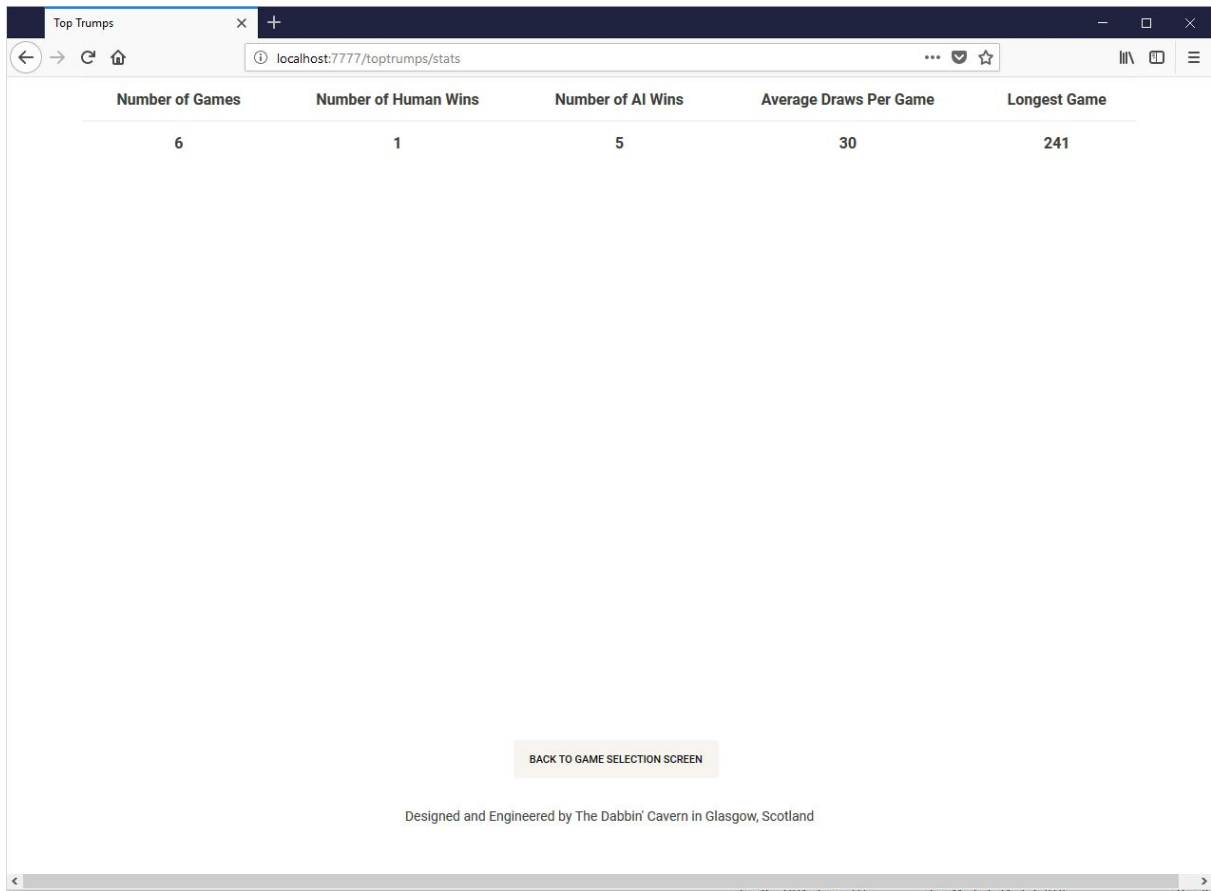 Top Trumps
localhost:7777/toptrumps/stats
Number of Games Number of Human Wins Number of AI Wins Average Draws Per Game Longest Game
6 1 5 30 241
BACK TO GAME SELECTION SCREEN
Designed and Engineered by The Dabbin' Cavern in Glasgow, Scotland